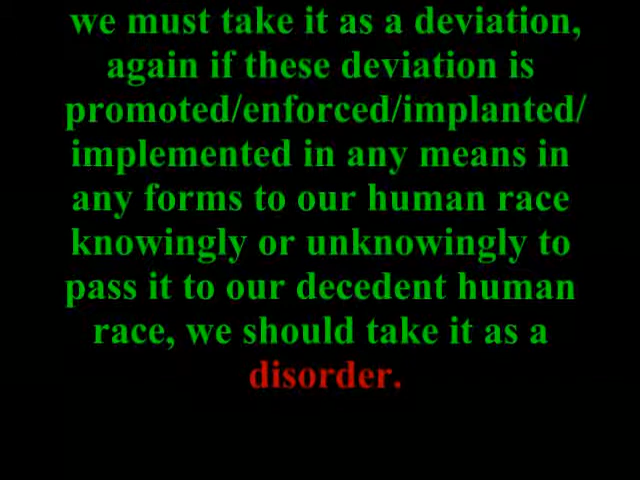 we must take it as a deviation,
again if these deviation is
promoted/enforced/implanted/
implemented in any means in
any forms to our human race
knowingly or unknowingly to
pass it to our decedent human
race, we should take it as a
disorder.